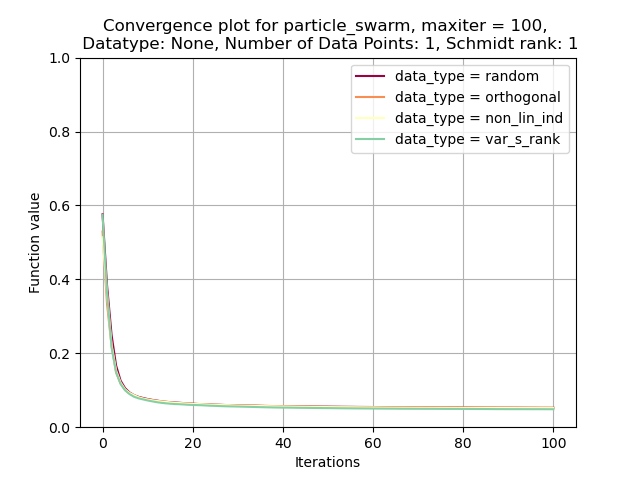 Convergence plot for particle_swarm, maxiter = 100,
Datatype: None, Number of Data Points: 1, Schmidt rank: 1
1.0
0.8
0.6
0.4
0.2
0.0
Function value
data_type = random
data_type = orthogonal
data_type = non_lin_ind
data_type = var_s_rank
0 20 40 60 80 100
Iterations